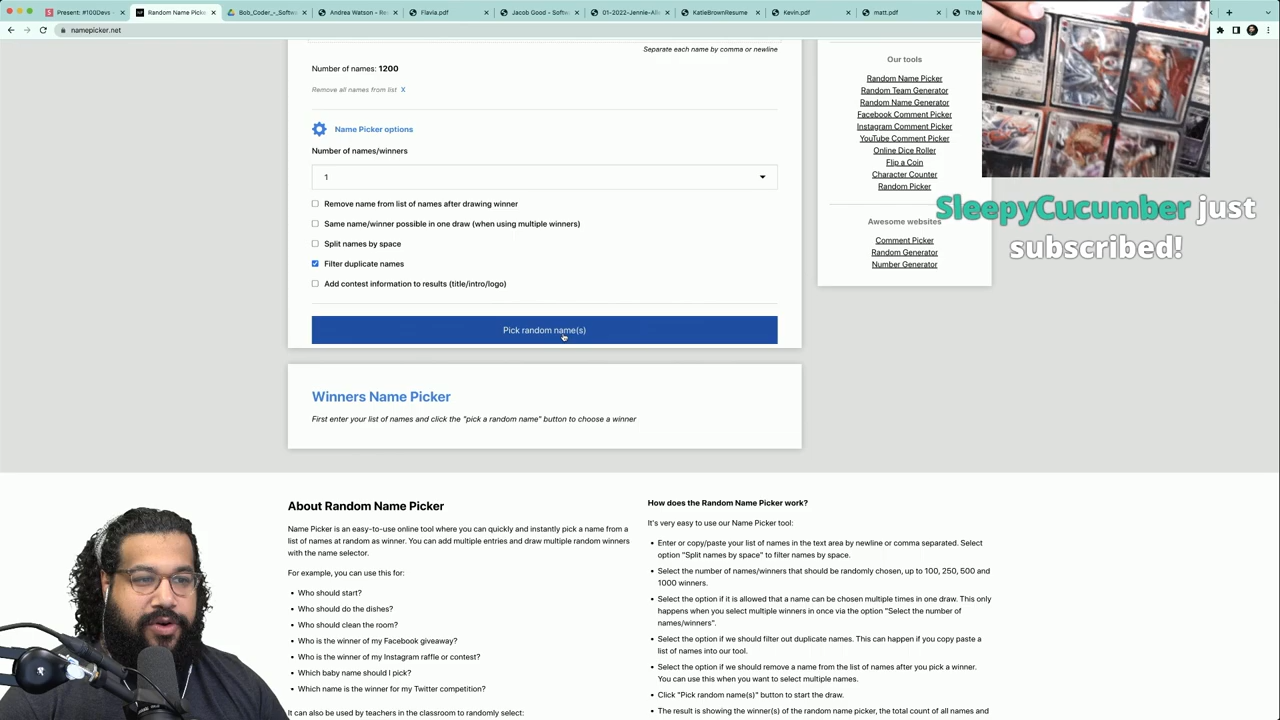 Present: #100Devs -
Random Name Picke
Bob_Coder_-_Softw
Andrea Watson - Re
Flavia.pdf
Jacob Good - Softw
01-2022-Jennie-Alle
KatieBrownResume
Kevin.pdf
matt.pdf
The M
namepicker.net
Separate each name by comma or newline
Number of names: 1200
Remove all names from list X
Name Picker options
Number of names/winners
1
Remove name from list of names after drawing winner
Same name/winner possible in one draw (when using multiple winners)
Split names by space
Filter duplicate names
Add contest information to results (title/intro/logo)
Pick random name(s)
Winners Name Picker
First enter your list of names and click the "pick a random name" button to choose a winner
Our tools
Random Name Picker
Random Team Generator
Random Name Generator
Facebook Comment Picker
Instagram Comment Picker
YouTube Comment Picker
Online Dice Roller
Flip a Coin
Character Counter
Random Picker
Awesome websites
Comment Picker
Random Generator
Number Generator
SleepyCucumber just
subscribed!
About Random Name Picker
Name Picker is an easy-to-use online tool where you can quickly and instantly pick a name from a
list of names at random as winner. You can add multiple entries and draw multiple random winners
with the name selector.
For example, you can use this for:
Who should start?
Who should do the dishes?
Who should clean the room?
Who is the winner of my Facebook giveaway?
Who is the winner of my Instagram raffle or contest?
Which baby name should I pick?
Which name is the winner for my Twitter competition?
It can also be used by teachers in the classroom to randomly select:
How does the Random Name Picker work?
It's very easy to use our Name Picker tool:
Enter or copy/paste your list of names in the text area by newline or comma separated. Select
option "Split names by space" to filter names by space.
Select the number of names/winners that should be randomly chosen, up to 100, 250, 500 and
1000 winners.
Select the option if it is allowed that a name can be chosen multiple times in one draw. This only
happens when you select multiple winners in once via the option "Select the number of
names/winners".
Select the option if we should filter out duplicate names. This can happen if you copy paste a
list of names into our tool.
Select the option if we should remove a name from the list of names after you pick a winner.
You can use this when you want to select multiple names.
Click "Pick random name(s)" button to start the draw.
The result is showing the winner(s) of the random name picker, the total count of all names and